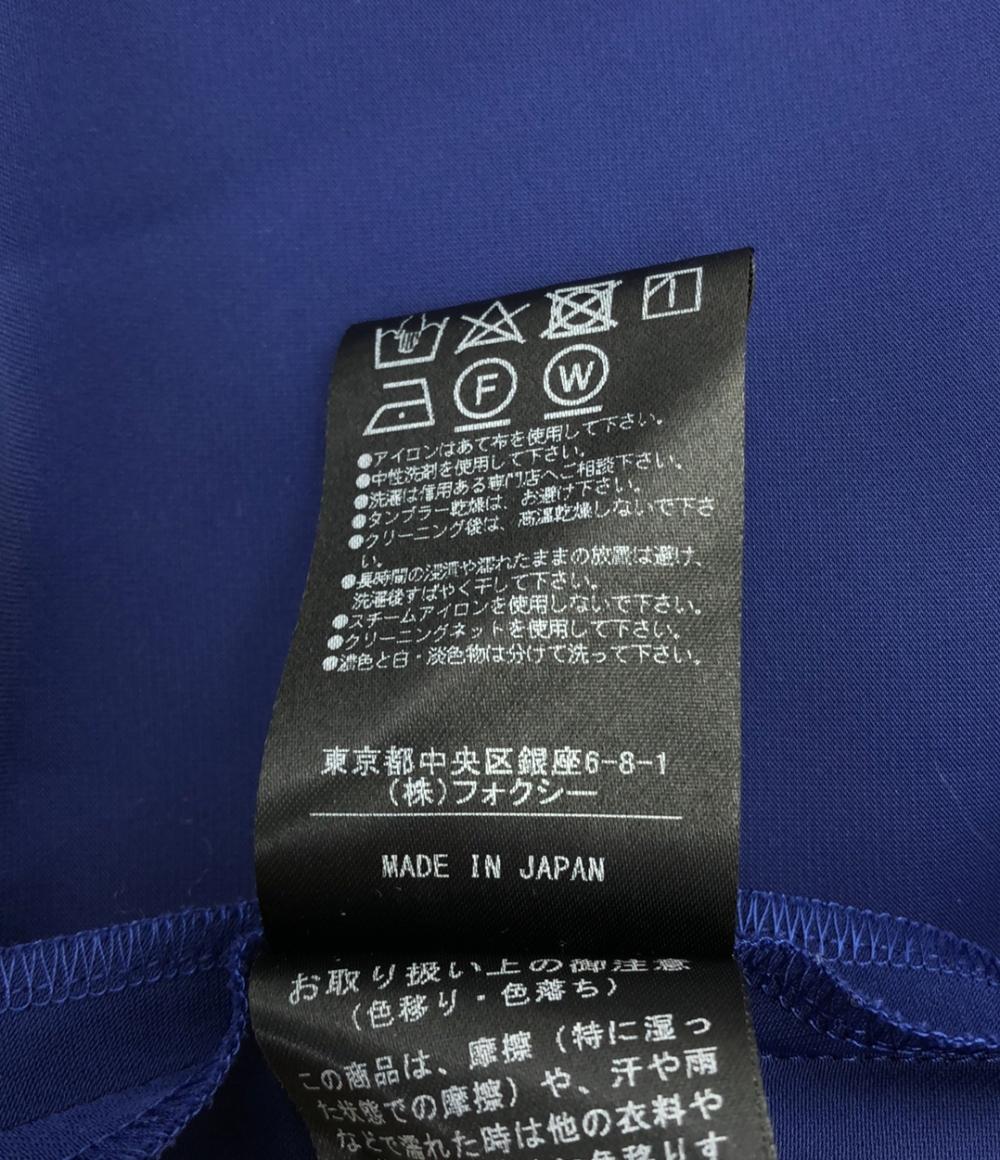 F W
●アイロンはあて布を使用して下さい。
●中性洗剤を使用して下さい。
●洗濯は信用ある専門店へご相談下さい。
●タンブラー乾燥は、お避け下さい。
●クリーニング後は、高温乾燥しないで下さ
い。
●長時間の浸漬や濡れたままの放置は避け、
洗濯後すばやく干して下さい。
●スチームアイロンを使用しないで下さい。
●クリーニングネットを使用して下さい。
●濃色と白・淡色物は分けて洗って下さい。
東京都中央区銀座6-8-1
(株)フォクシー
MADE IN JAPAN
お取り扱い上の御注意
(色移り・色落ち)
この商品は、摩擦(特に湿っ
た状態での摩擦)や、汗や雨
などで濡れた時は他の衣料や
色移りす